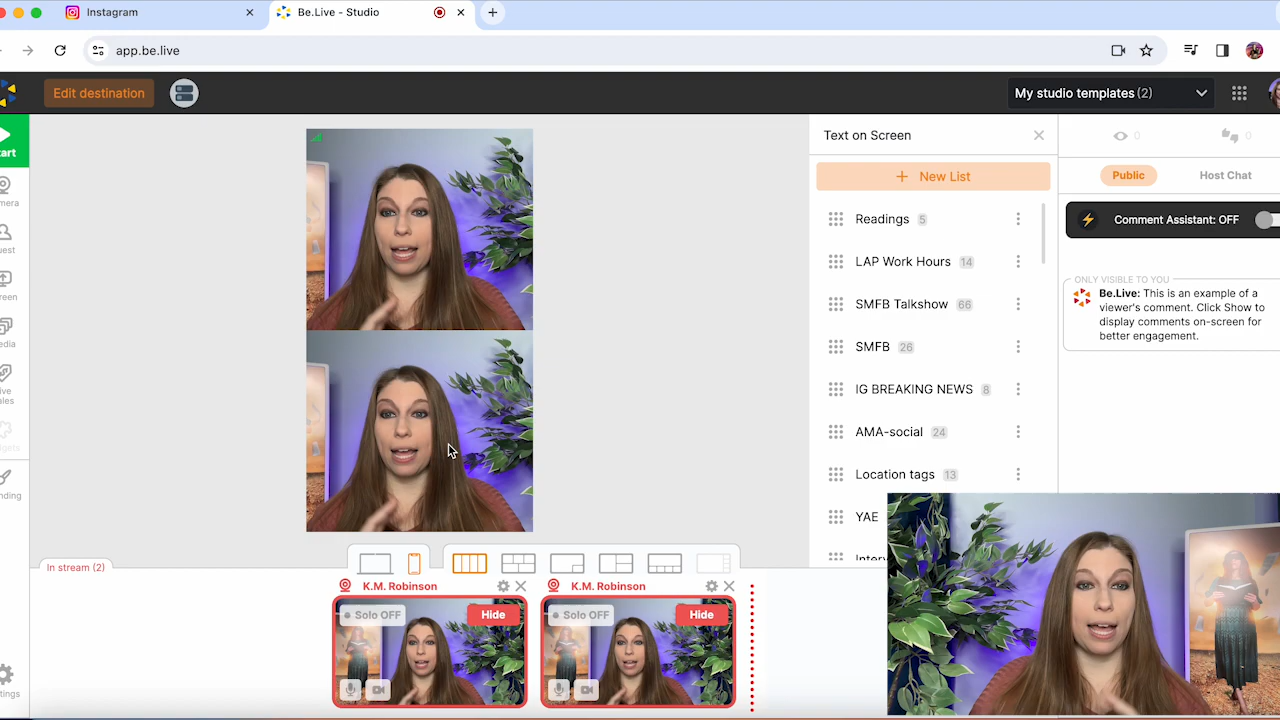 Instagram
Be.Live - Studio
app.be.live
Edit destination
My studio templates (2)
Text on Screen
New List
Readings 5
LAP Work Hours 14
SMFB Talkshow 66
SMFB 26
IG BREAKING NEWS 8
AMA-social 24
Location tags 13
YAE
0
0
Public
Host Chat
Comment Assistant: OFF
ONLY VISIBLE TO YOU
Be.Live: This is an example of a
viewer's comment. Click Show to
display comments on-screen for
better engagement.
In stream (2)
K.M. Robinson
K.M. Robinson
Solo OFF
Hide
Solo OFF
Hide